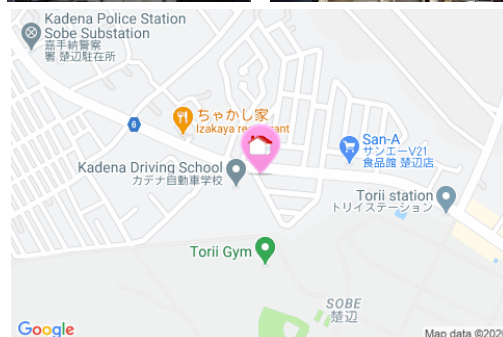 Kadena Police Station
Sobe Substation
嘉手納警察
署 楚辺駐在所
6
ちゃかし家
Izakaya restaurant
San-A
サンエーV21
食品館 楚辺店
Kadena Driving School
カデナ自動車学校
Torii station
トリイステーション
Torii Gym
SOBE
楚辺
Google
Map data ©2020